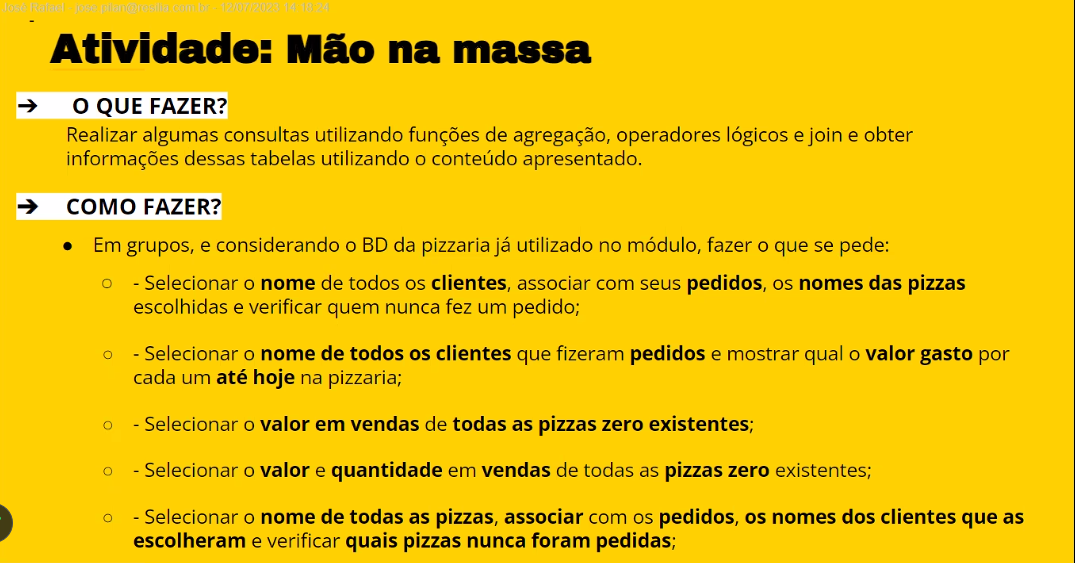 José Rafael - jose.pilan@resilia.com.br - 12/07/2023 14:18:24
Atividade: Mão na massa
➔ O QUE FAZER?
Realizar algumas consultas utilizando funções de agregação, operadores lógicos e join e obter
informações dessas tabelas utilizando o conteúdo apresentado.
➔ COMO FAZER?
● Em grupos, e considerando o BD da pizzaria já utilizado no módulo, fazer o que se pede:
○ - Selecionar o nome de todos os clientes, associar com seus pedidos, os nomes das pizzas
escolhidas e verificar quem nunca fez um pedido;
○ - Selecionar o nome de todos os clientes que fizeram pedidos e mostrar qual o valor gasto por
cada um até hoje na pizzaria;
○ - Selecionar o valor em vendas de todas as pizzas zero existentes;
○ - Selecionar o valor e quantidade em vendas de todas as pizzas zero existentes;
○ - Selecionar o nome de todas as pizzas, associar com os pedidos, os nomes dos clientes que as
escolheram e verificar quais pizzas nunca foram pedidas;